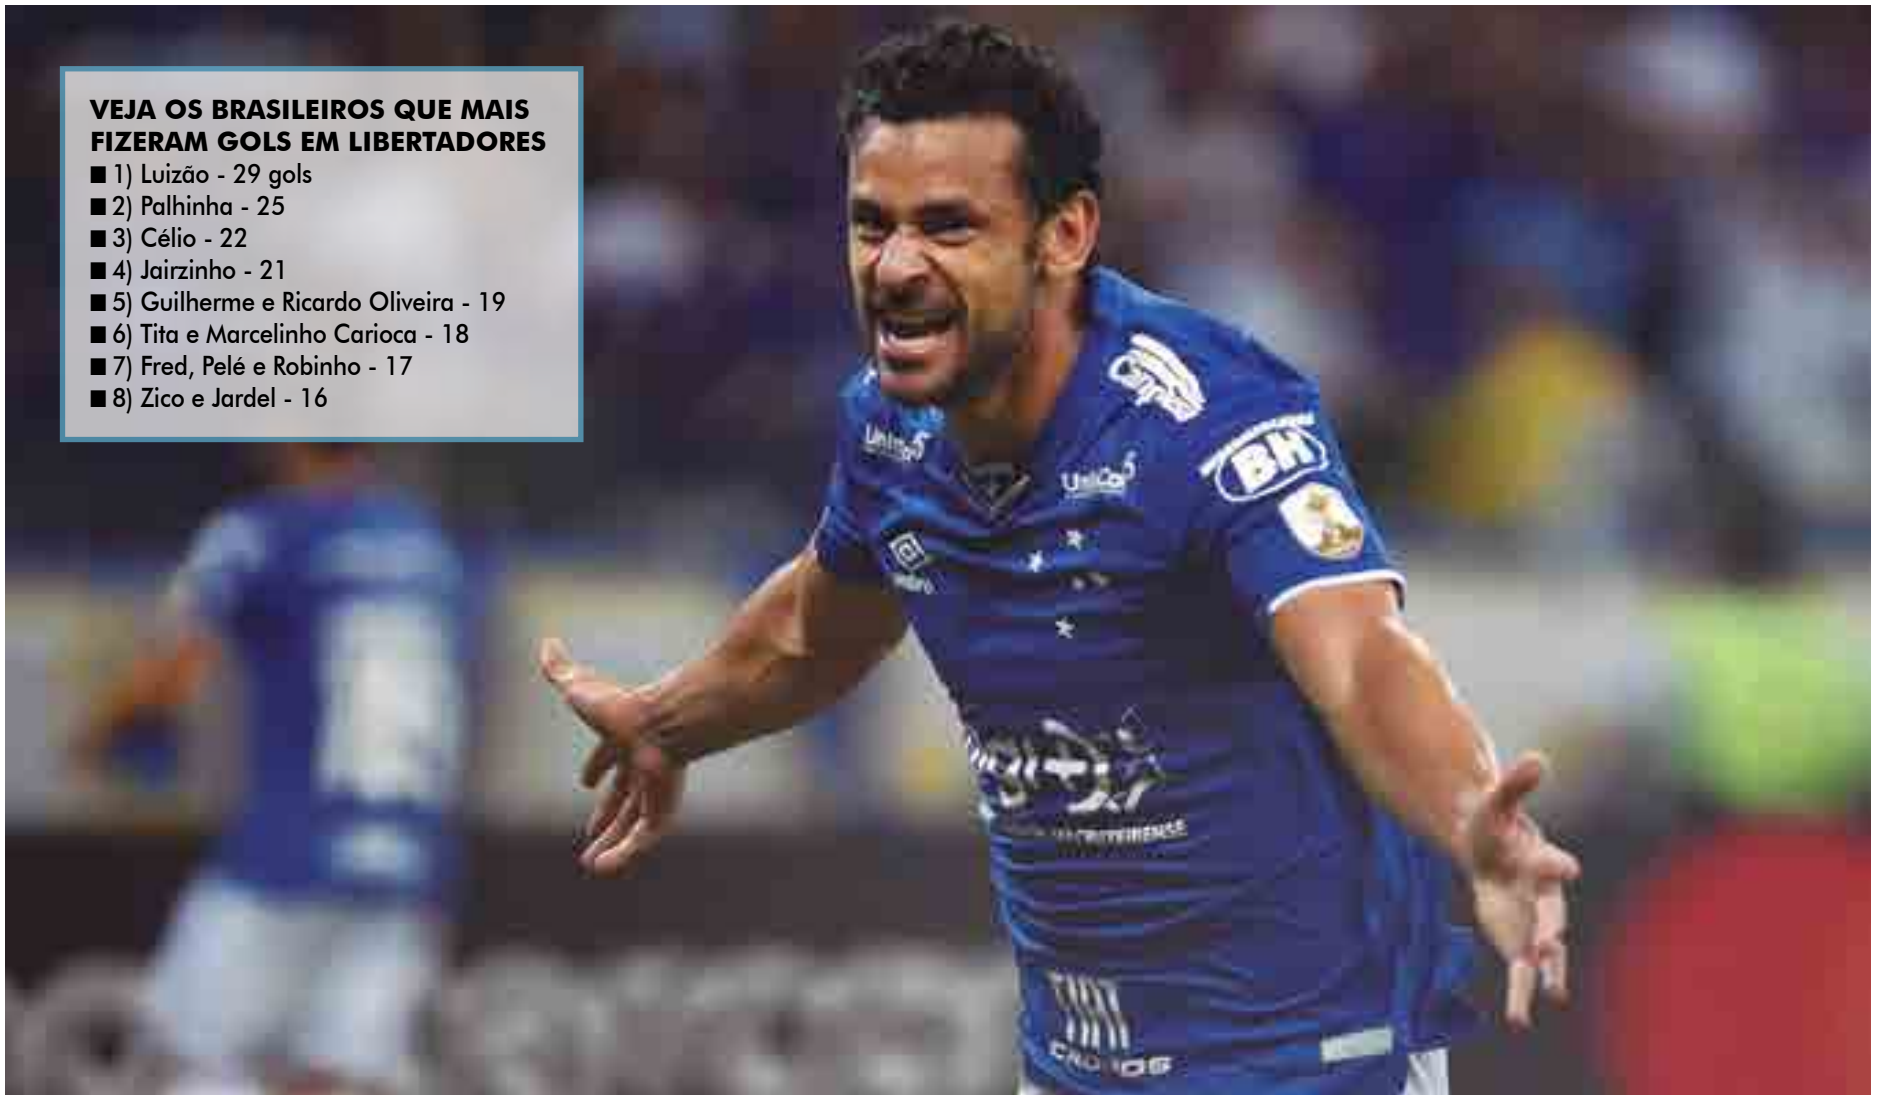 VEJA OS BRASILEIROS QUE MAIS
FIZERAM GOLS EM LIBERTADORES
■ 1) Luizão - 29 gols
■ 2) Palhinha - 25
■ 3) Célio - 22
■ 4) Jairzinho - 21
■ 5) Guilherme e Ricardo Oliveira - 19
■ 6) Tita e Marcelinho Carioca - 18
■ 7) Fred, Pelé e Robinho - 17
■ 8) Zico e Jardel - 16
BH
FIAT
CRONOS